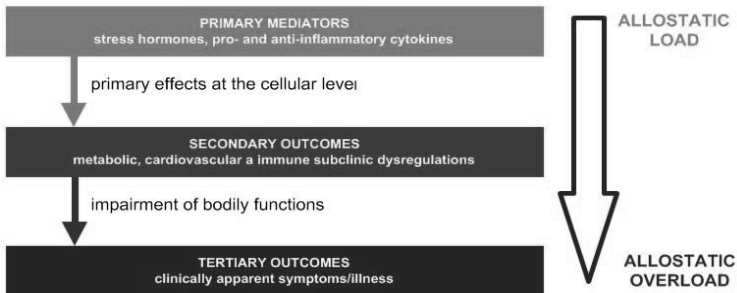 PRIMARY MEDIATORS
stress hormones, pro- and anti-inflammatory cytokines
ALLOSTATIC
LOAD
primary effects at the cellular level
SECONDARY OUTCOMES
metabolic, cardiovascular a immune subclinic dysregulations
impairment of bodily functions
TERTIARY OUTCOMES
clinically apparent symptoms/illness
ALLOSTATIC
OVERLOAD